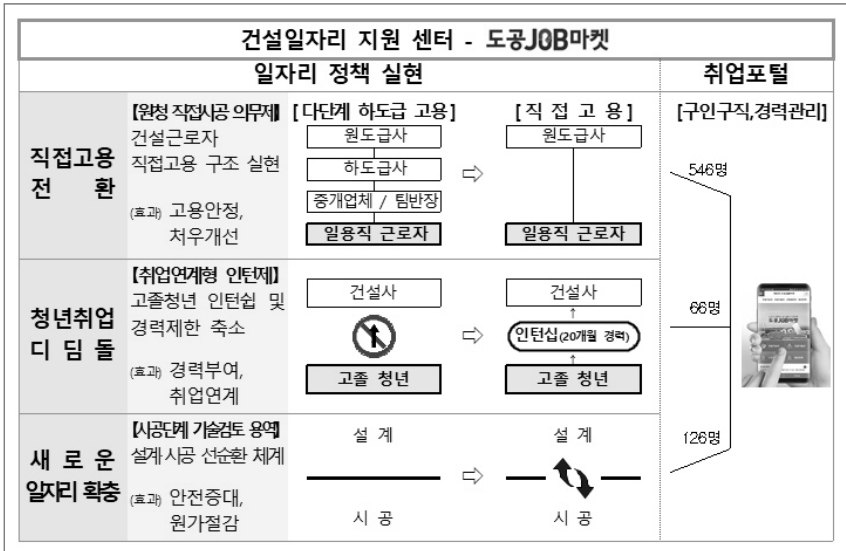 건설일자리 지원 센터 - 도공JOB마켓
일자리 정책 실현
취업포털
직접고용
전 환
【원청 직접시공 의무제】
건설근로자
직접고용 구조 실현
(효과) 고용안정,
처우개선
[다단계 하도급 고용]
원도급사
하도급사
중개업체 / 팀반장
일용직 근로자
⇨
[직 접 고 용]
원도급사
일용직 근로자
[구인구직,경력관리]
546명
청년취업
디 딤 돌
【취업연계형 인턴제】
고졸청년 인턴쉽 및
경력제한 축소
(효과) 경력부여,
취업연계
건설사
고졸 청년
⇨
건설사
↑
인턴십(20개월 경력)
↑
고졸 청년
66명
도공JOB마켓
새 로 운
일자리 확충
【시공단계 기술검토 용역】
설계·시공 선순환 체계
(효과) 안전증대,
원가절감
설 계
시 공
⇨
설 계
시 공
126명